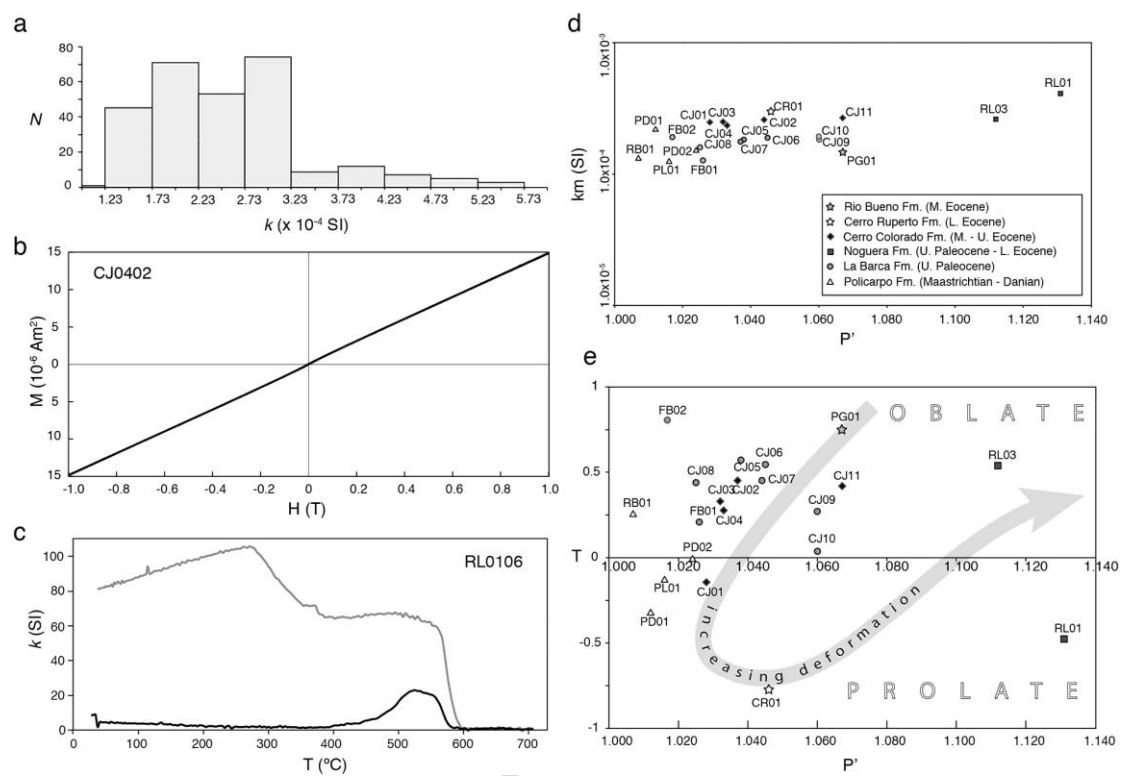 a
80
60
40
20
0
N
1.23 1.73 2.23 2.73 3.23 3.73 4.23 4.73 5.23 5.73
k (x 10-4 SI)
b
CJ0402
15
10
5
0
5
10
15
M (10-6 Am2)
-1.0 -0.8 -0.6 -0.4 -0.2 0 0.2 0.4 0.6 0.8 1.0
H (T)
c
RL0106
100
80
60
40
20
0
k (SI)
0 100 200 300 400 500 600 700
T (ºC)
d
1.0x10-3
1.0x10-4
1.0x10-5
km (SI)
RL01
RL03
CR01
CJ11
CJ03
CJ01
CJ02
PD01
CJ04
CJ05
CJ10
FB02
CJ06
CJ09
CJ08
CJ07
PD02
RB01
PG01
PL01
FB01
Rio Bueno Fm. (M. Eocene)
Cerro Ruperto Fm. (L. Eocene)
Cerro Colorado Fm. (M. - U. Eocene)
Noguera Fm. (U. Paleocene - L. Eocene)
La Barca Fm. (U. Paleocene)
Policarpo Fm. (Maastrichtian - Danian)
1.000 1.020 1.040 1.060 1.080 1.100 1.120 1.140
P'
e
1
0.5
0
-0.5
-1
T
OBLATE
FB02
PG01
CJ06
RL03
CJ08
CJ05
CJ07
CJ11
CJ03
CJ02
CJ09
RB01
FB01
CJ04
PD02
CJ10
1.000 1.020 1.040 1.060 1.080 1.100 1.120 1.140
PL01
CJ01
PD01
increasing deformation
RL01
PROLATE
CR01
1.000 1.020 1.040 1.060 1.080 1.100 1.120 1.140
P'